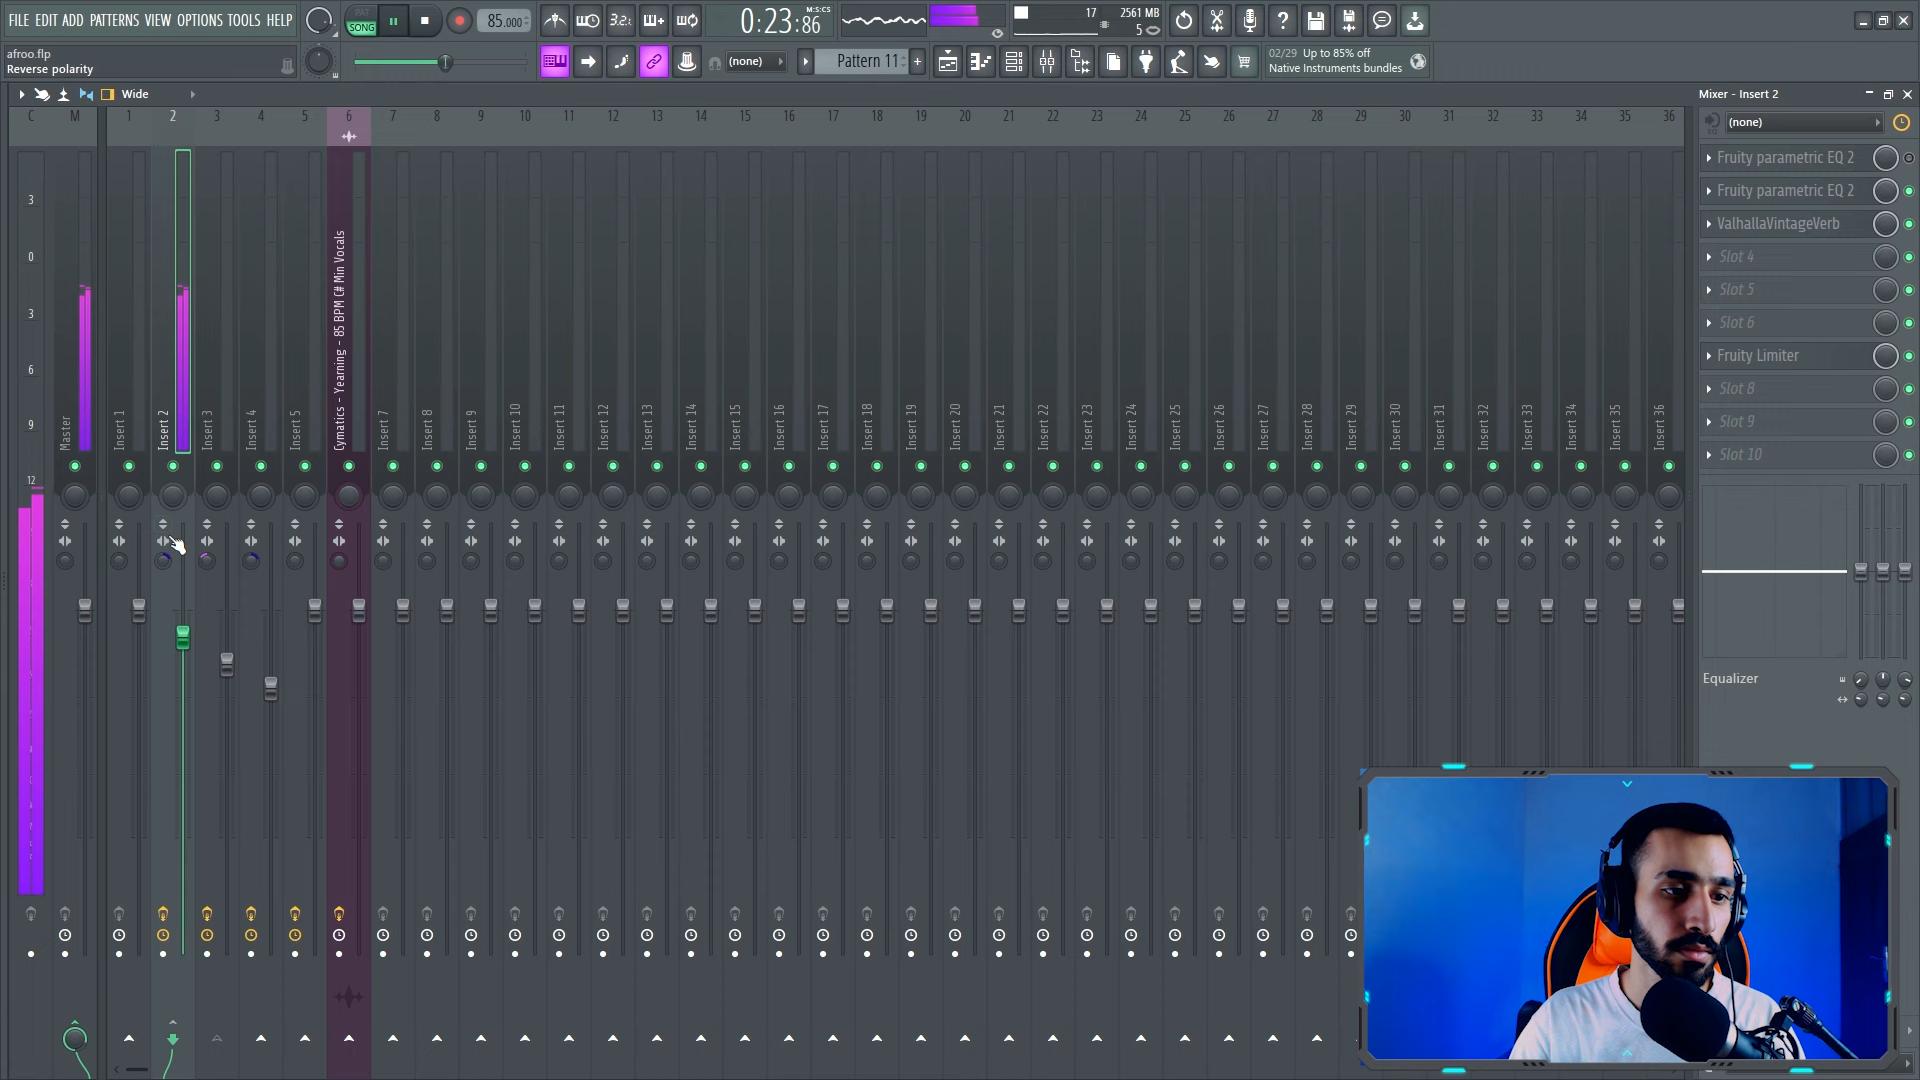 FILE EDIT ADD PATTERNS VIEW OPTIONS TOOLS HELP
PAT
SONG
85.000
3.2.
0:23:86
M:S:CS
17
2561 MB
5
afroo.flp
Reverse polarity
(none)
Pattern 11
02/29 Up to 85% off
Native Instruments bundles
Wide
Mixer - Insert 2
C M 1 2 3 4 5 6 7 8 9 10 11 12 13 14 15 16 17 18 19 20 21 22 23 24 25 26 27 28 29 30 31 32 33 34 35 36
(none)
Fruity parametric EQ 2
Fruity parametric EQ 2
ValhallaVintageVerb
Slot 4
Slot 5
Slot 6
Fruity Limiter
Slot 8
Slot 9
Slot 10
3
0
3
6
9
12
Master
Insert 1
Insert 2
Insert 3
Insert 4
Insert 5
Cymatics - Yearning - 85 BPM C# Min Vocals
Insert 7
Insert 8
Insert 9
Insert 10
Insert 11
Insert 12
Insert 13
Insert 14
Insert 15
Insert 16
Insert 17
Insert 18
Insert 19
Insert 20
Insert 21
Insert 22
Insert 23
Insert 24
Insert 25
Insert 26
Insert 27
Insert 28
Insert 29
Insert 30
Insert 31
Insert 32
Insert 33
Insert 34
Insert 35
Insert 36
Equalizer